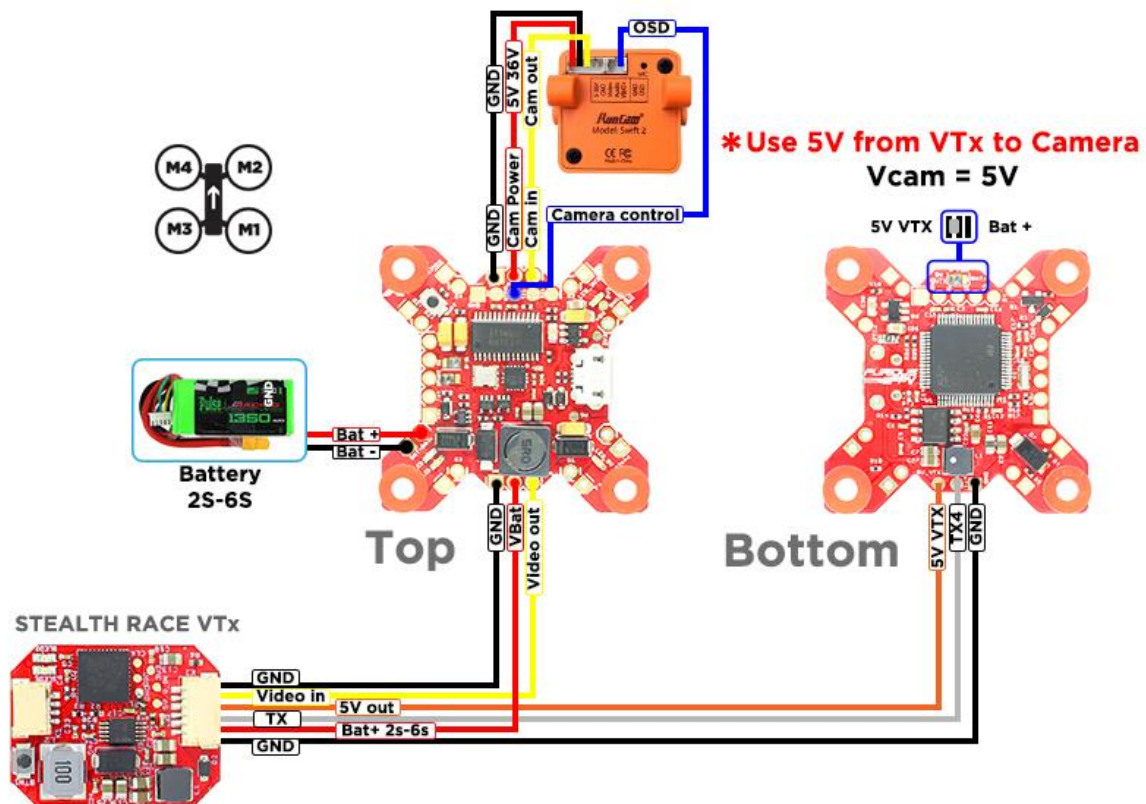 OSD
GND
5V 36V
Cam out
RunCam
Model: Swift 2
*Use 5V from VTx to Camera
Vcam = 5V
M4
M2
M3
M1
GND
Cam Power
Cam in
Camera control
5V VTX
Bat +
GND
Pulse
1350
Bat +
Bat -
Battery
2S-6S
5R0
GND
VBat
Video out
Top
Bottom
5V VTX
TX4
GND
STEALTH RACE VTx
GND
Video in
5V out
TX
Bat+ 2s-6s
GND
100